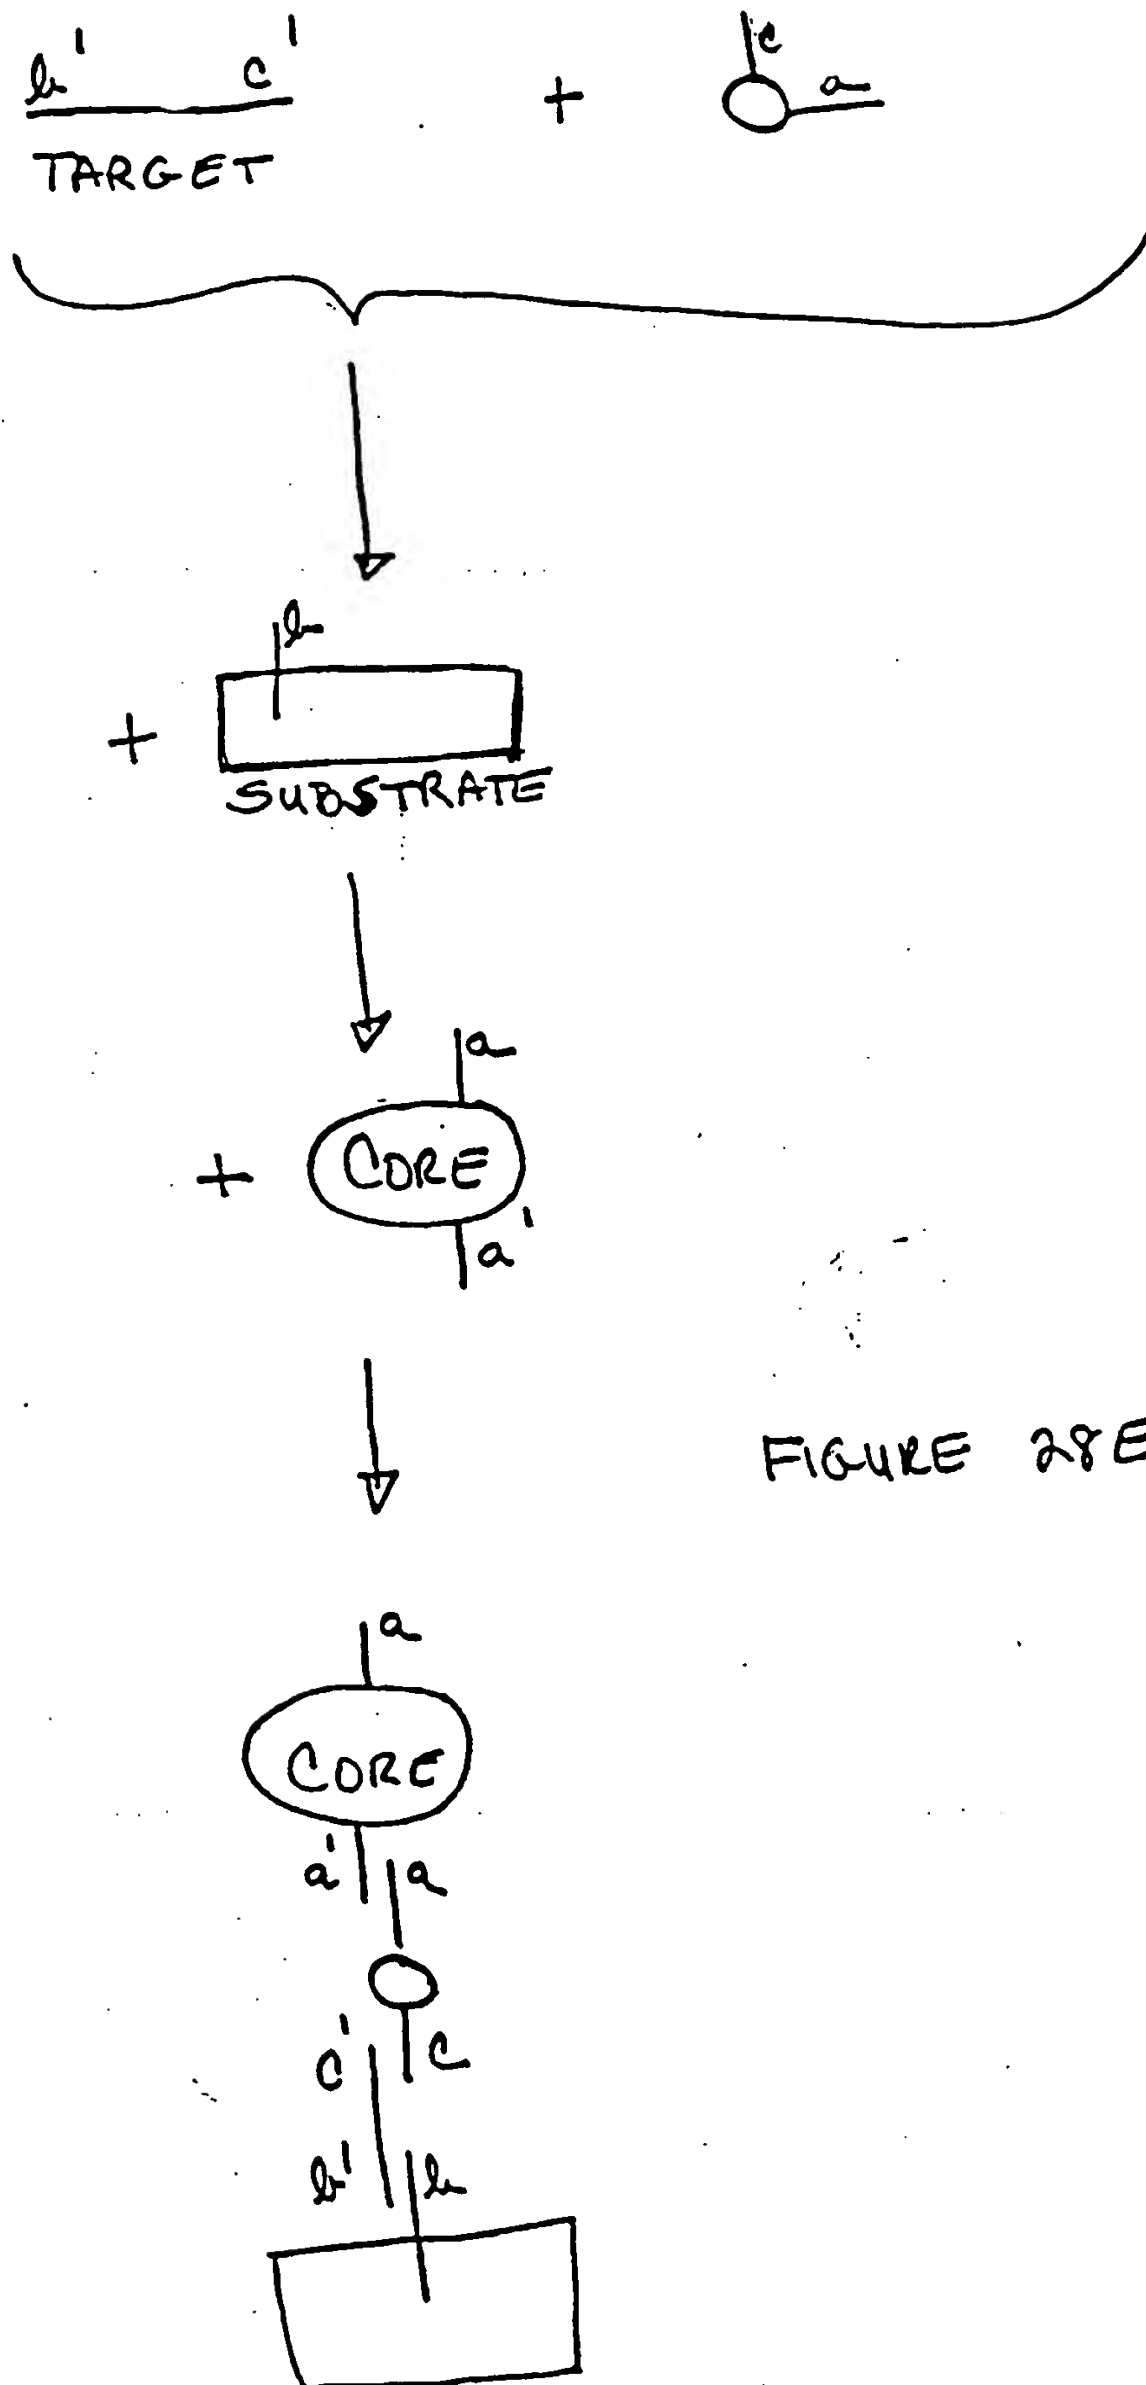 b' c' + c a
TARGET
b
+
SUBSTRATE
a
+ CORE
a'
FIGURE 28E
a
CORE
a' a
c' c
b' b